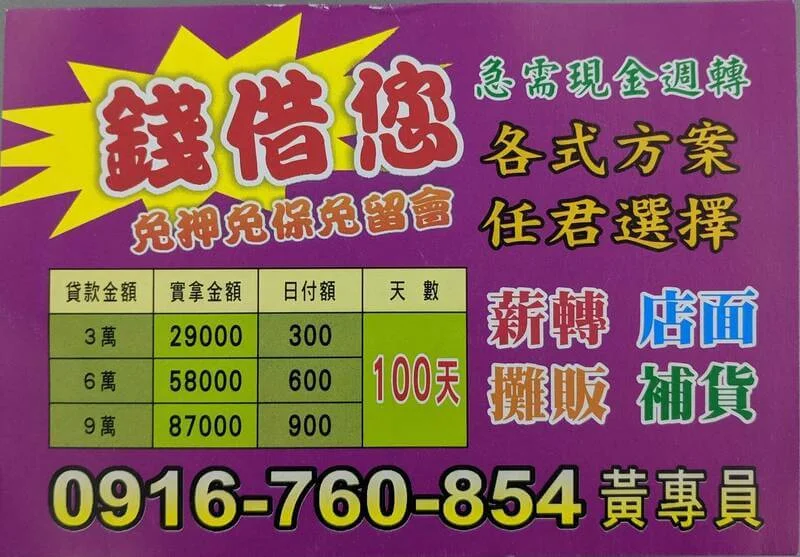 錢借您
免押免保免留會
急需現金週轉
各式方案
任君選擇
貸款金額 實拿金額 日付額 天數
3萬 29000 300 100天
6萬 58000 600
9萬 87000 900
薪轉 店面
攤販 補貨
0916-760-854 黃專員